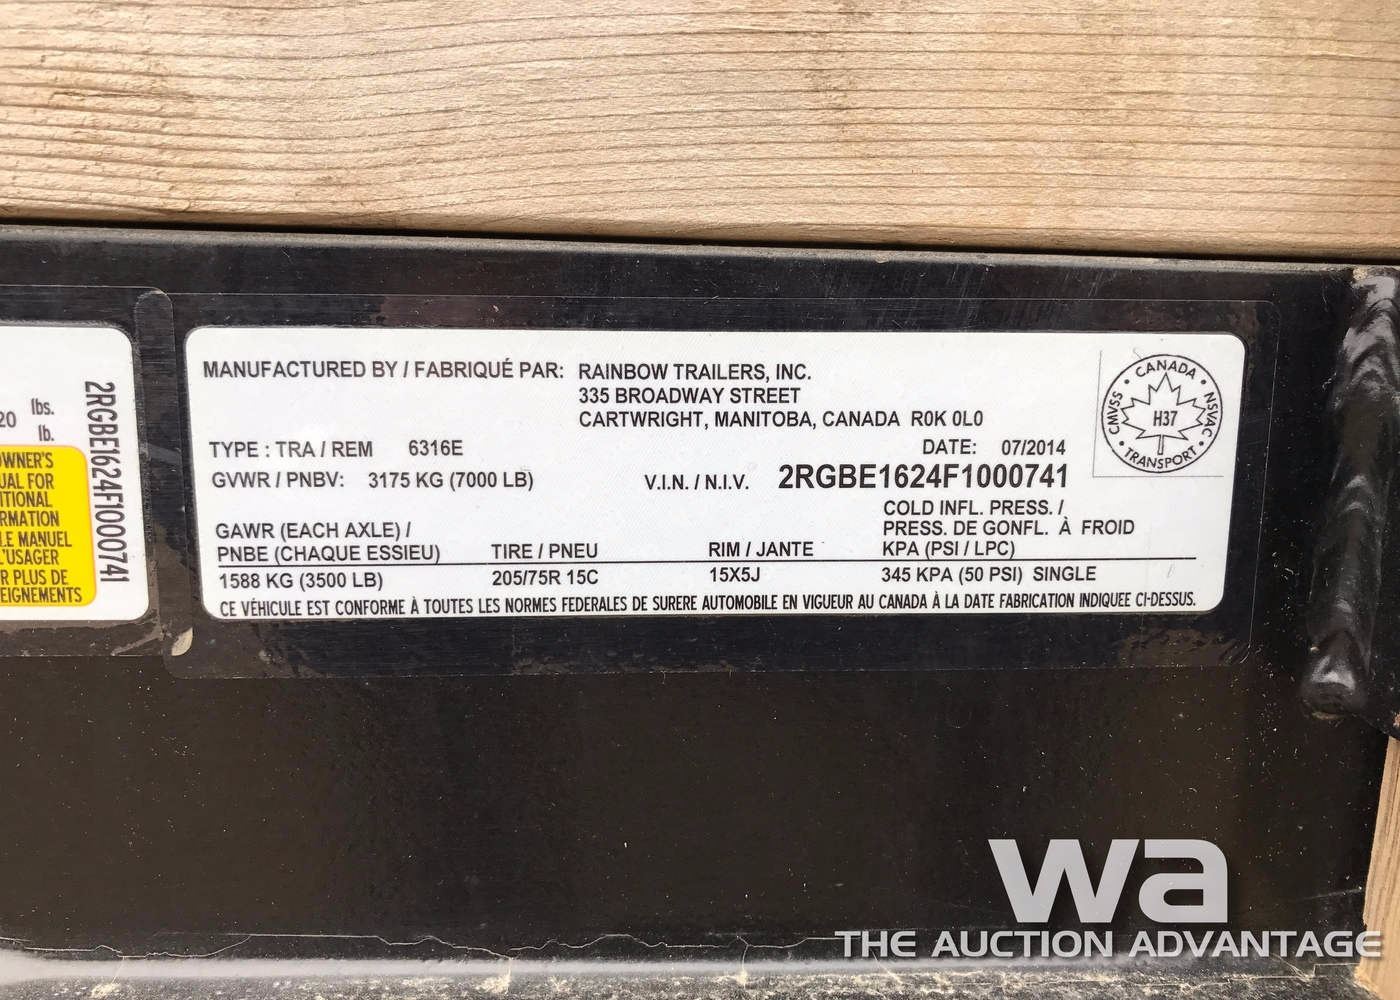 MANUFACTURED BY / FABRIQUÉ PAR: RAINBOW TRAILERS, INC.
335 BROADWAY STREET
CARTWRIGHT, MANITOBA, CANADA R0K 0L0
TYPE : TRA / REM 6316E DATE: 07/2014
GVWR / PNBV: 3175 KG (7000 LB) V.I.N. / N.I.V. 2RGBE1624F1000741
COLD INFL. PRESS. /
GAWR (EACH AXLE) / PRESS. DE GONFL. À FROID
PNBE (CHAQUE ESSIEU) TIRE / PNEU RIM / JANTE KPA (PSI / LPC)
1588 KG (3500 LB) 205/75R 15C 15X5J 345 KPA (50 PSI) SINGLE
CE VÉHICULE EST CONFORME À TOUTES LES NORMES FEDERALES DE SURERE AUTOMOBILE EN VIGUEUR AU CANADA À LA DATE FABRICATION INDIQUEE CI-DESSUS.
CANADA
CMVSS H37 NSVAC
TRANSPORT
lbs.
20
lb.
OWNER'S
UAL FOR
ITIONAL
RMATION
LE MANUEL
L'USAGER
R PLUS DE
EIGNEMENTS
2RGBE1624F1000741
wa
THE AUCTION ADVANTAGE